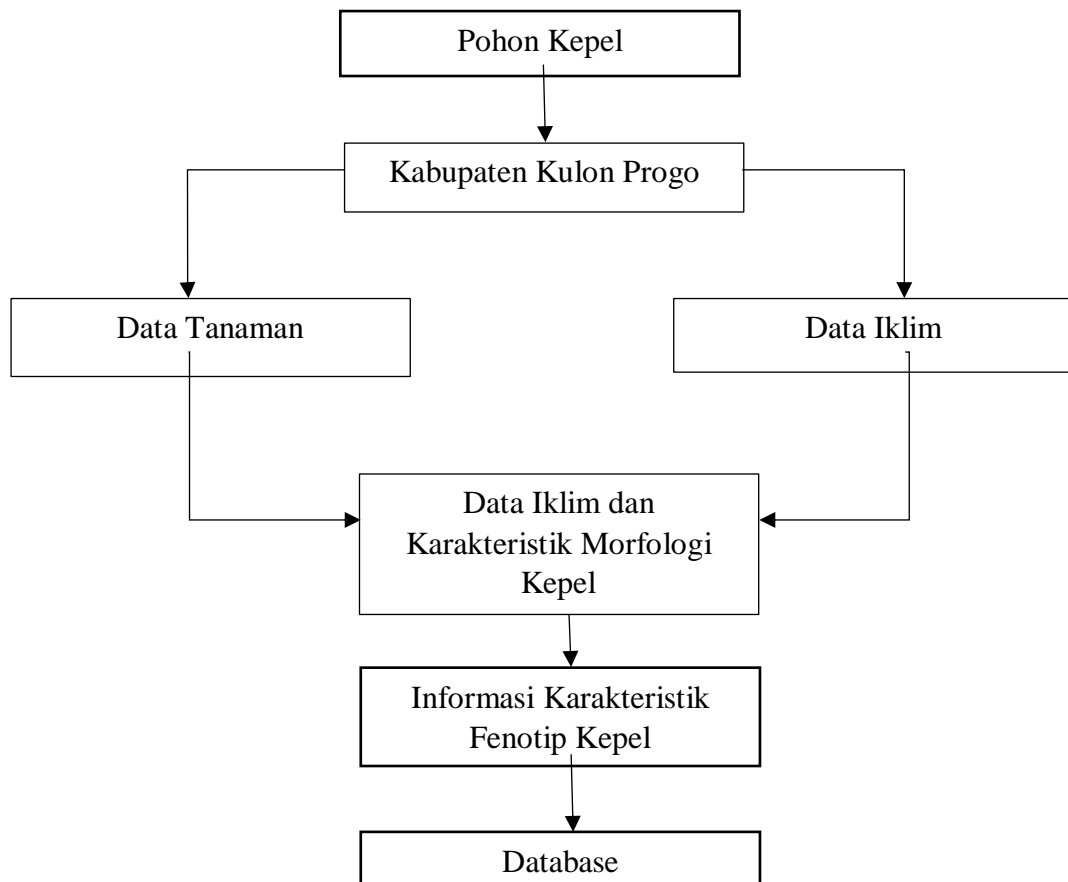 Pohon Kepel
Kabupaten Kulon Progo
Data Tanaman
Data Iklim
Data Iklim dan
Karakteristik Morfologi
Kepel
Informasi Karakteristik
Fenotip Kepel
Database